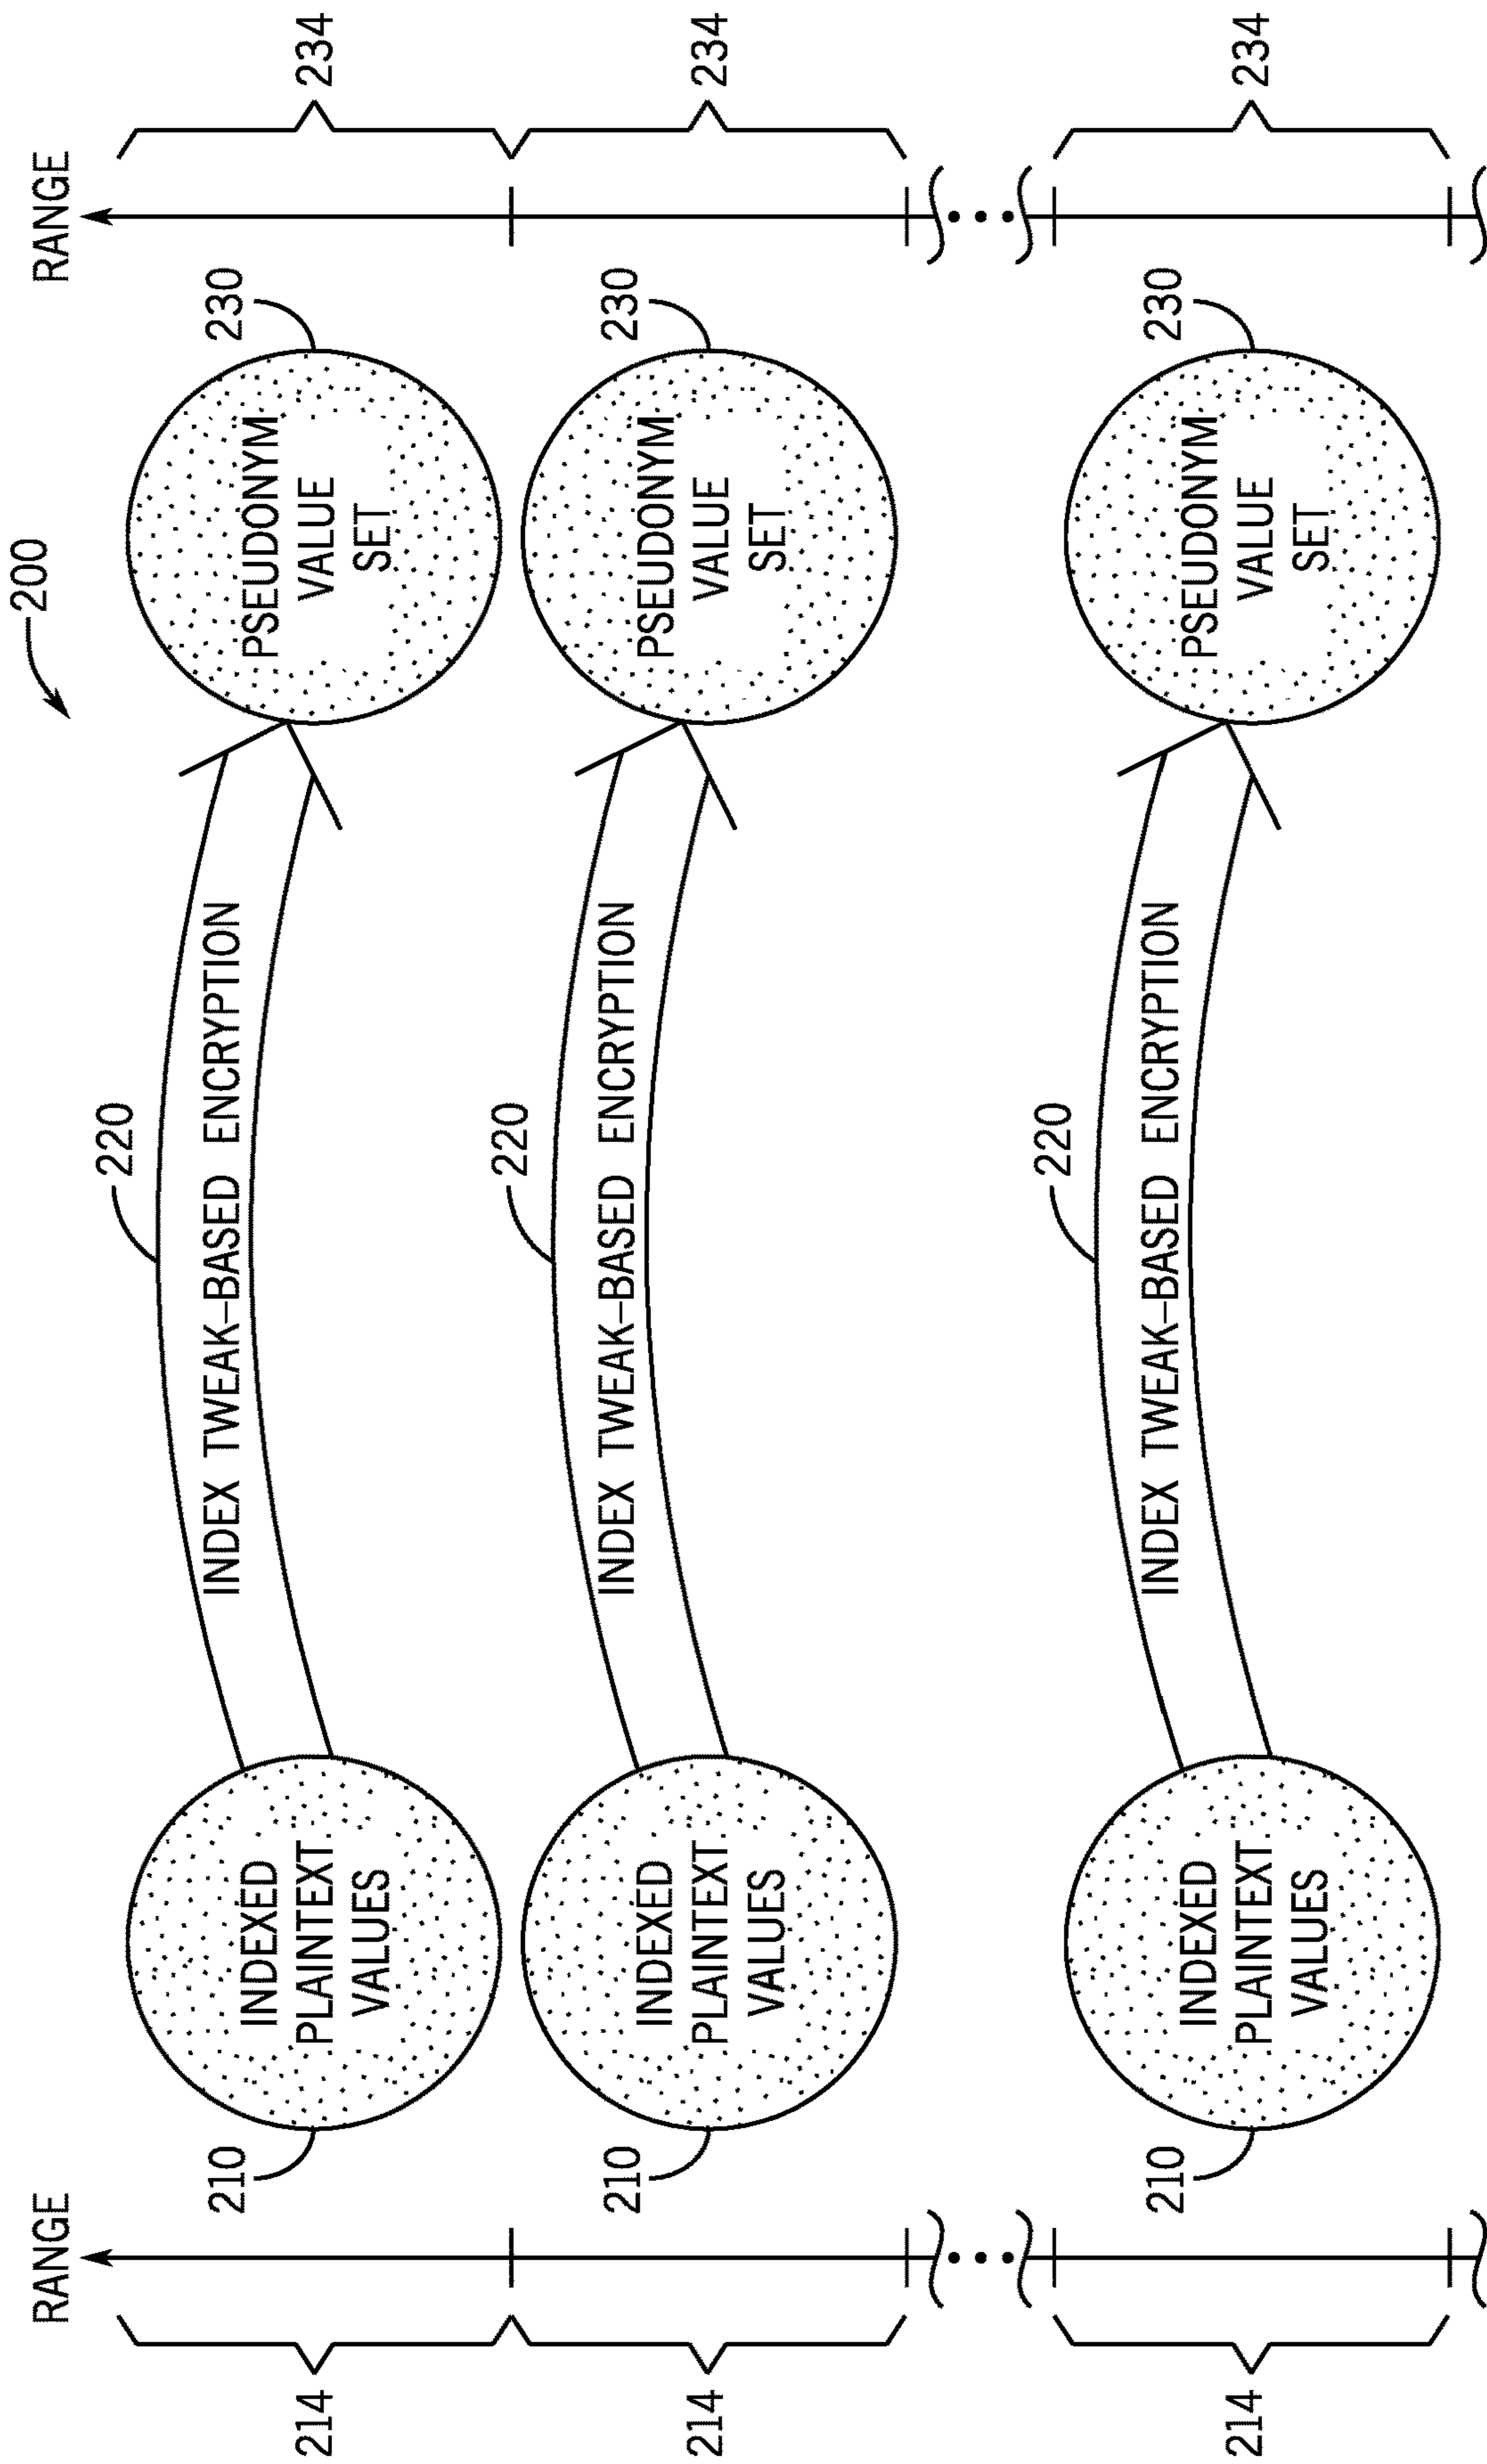 200
RANGE
RANGE
214
210
INDEXED
PLAINTEXT
VALUES
220
INDEX TWEAK-BASED ENCRYPTION
PSEUDONYM
VALUE
SET
230
234
214
210
INDEXED
PLAINTEXT
VALUES
220
INDEX TWEAK-BASED ENCRYPTION
PSEUDONYM
VALUE
SET
230
234
214
210
INDEXED
PLAINTEXT
VALUES
220
INDEX TWEAK-BASED ENCRYPTION
PSEUDONYM
VALUE
SET
230
234